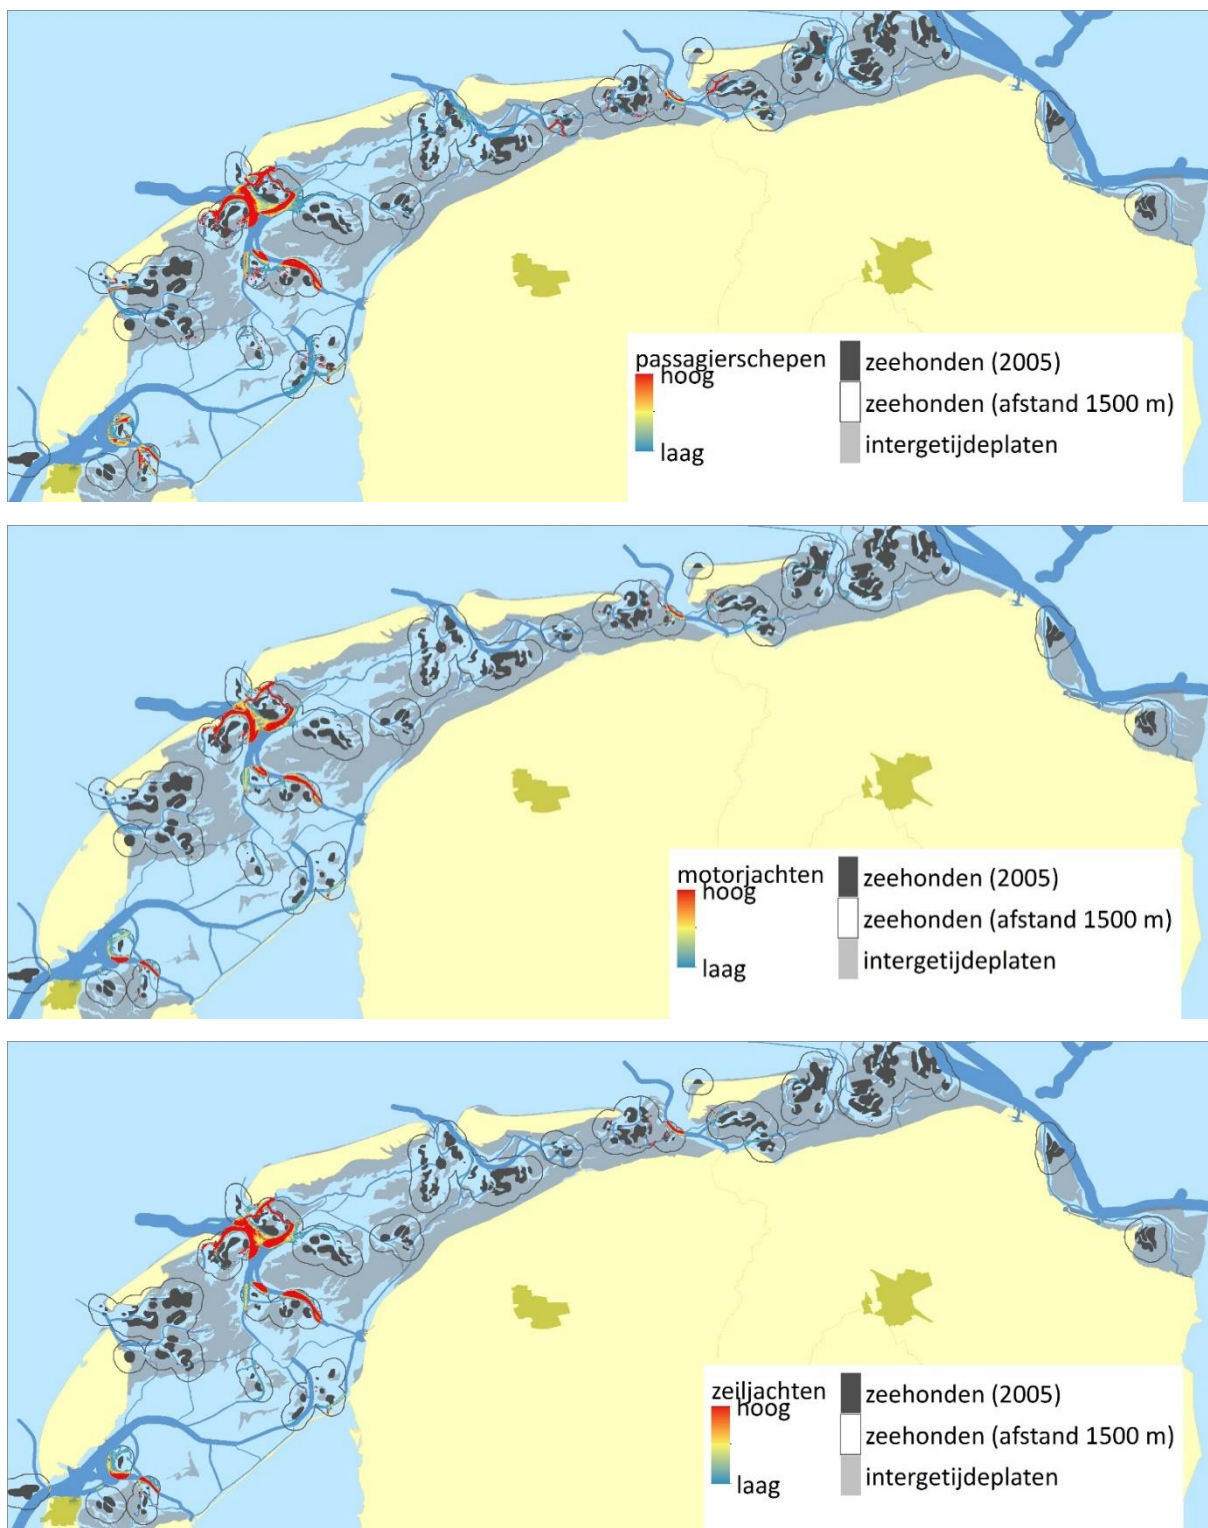 passagierschepen
hoog
laag
zeehonden (2005)
zeehonden (afstand 1500 m)
intergetijdeplaten
motorjachten
hoog
laag
zeehonden (2005)
zeehonden (afstand 1500 m)
intergetijdeplaten
zeiljachten
hoog
laag
zeehonden (2005)
zeehonden (afstand 1500 m)
intergetijdeplaten